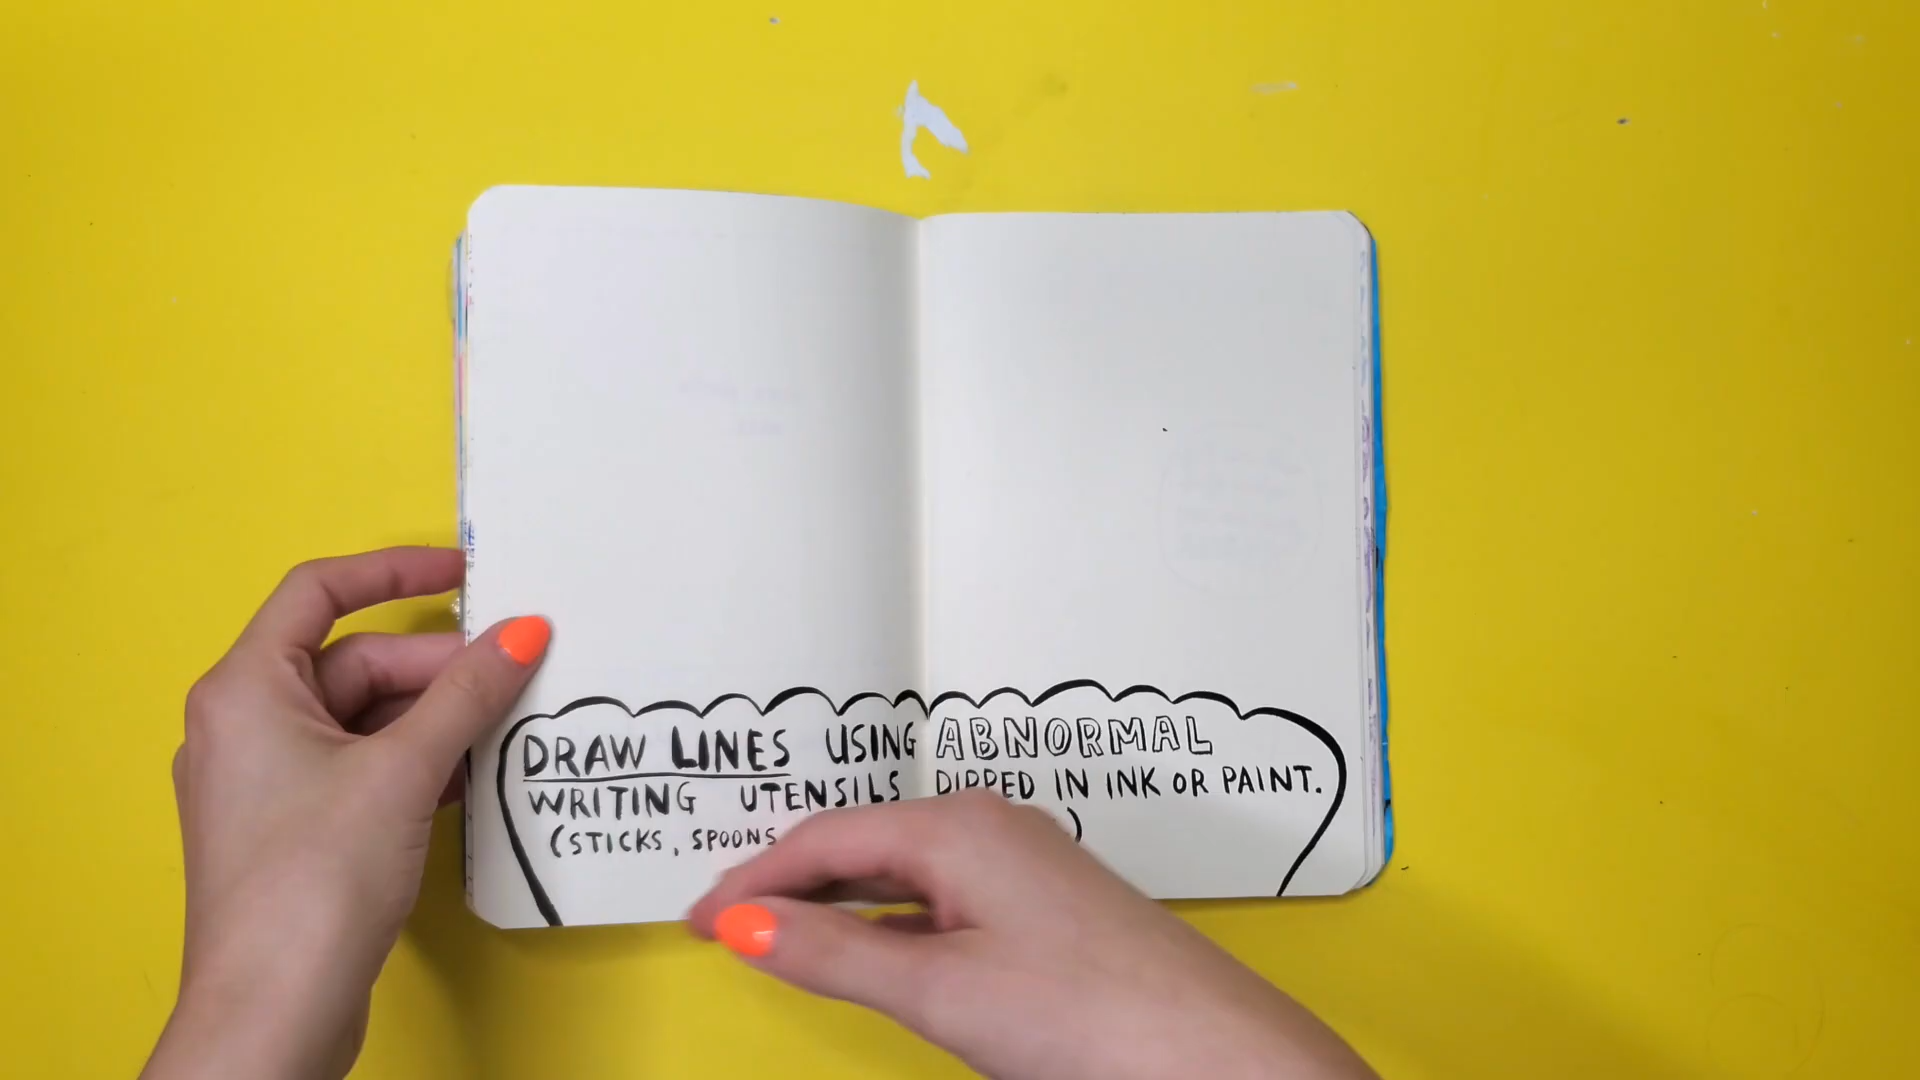 DRAW LINES USING ABNORMAL
WRITING UTENSILS DIPPED IN INK OR PAINT.
(STICKS, SPOONS )